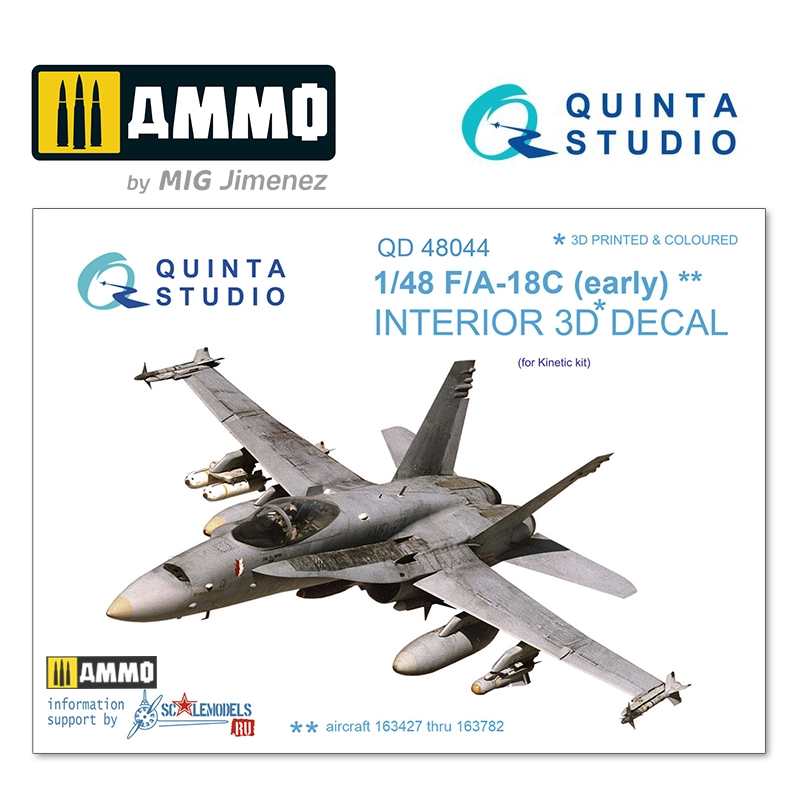 AMMO
by MIG Jimenez
QUINTA
STUDIO
QUINTA
STUDIO
QD 48044
* 3D PRINTED & COLOURED
1/48 F/A-18C (early) **
INTERIOR 3D* DECAL
(for Kinetic kit)
AMMO
information
support by
SCALEMODELS
RU
** aircraft 163427 thru 163782